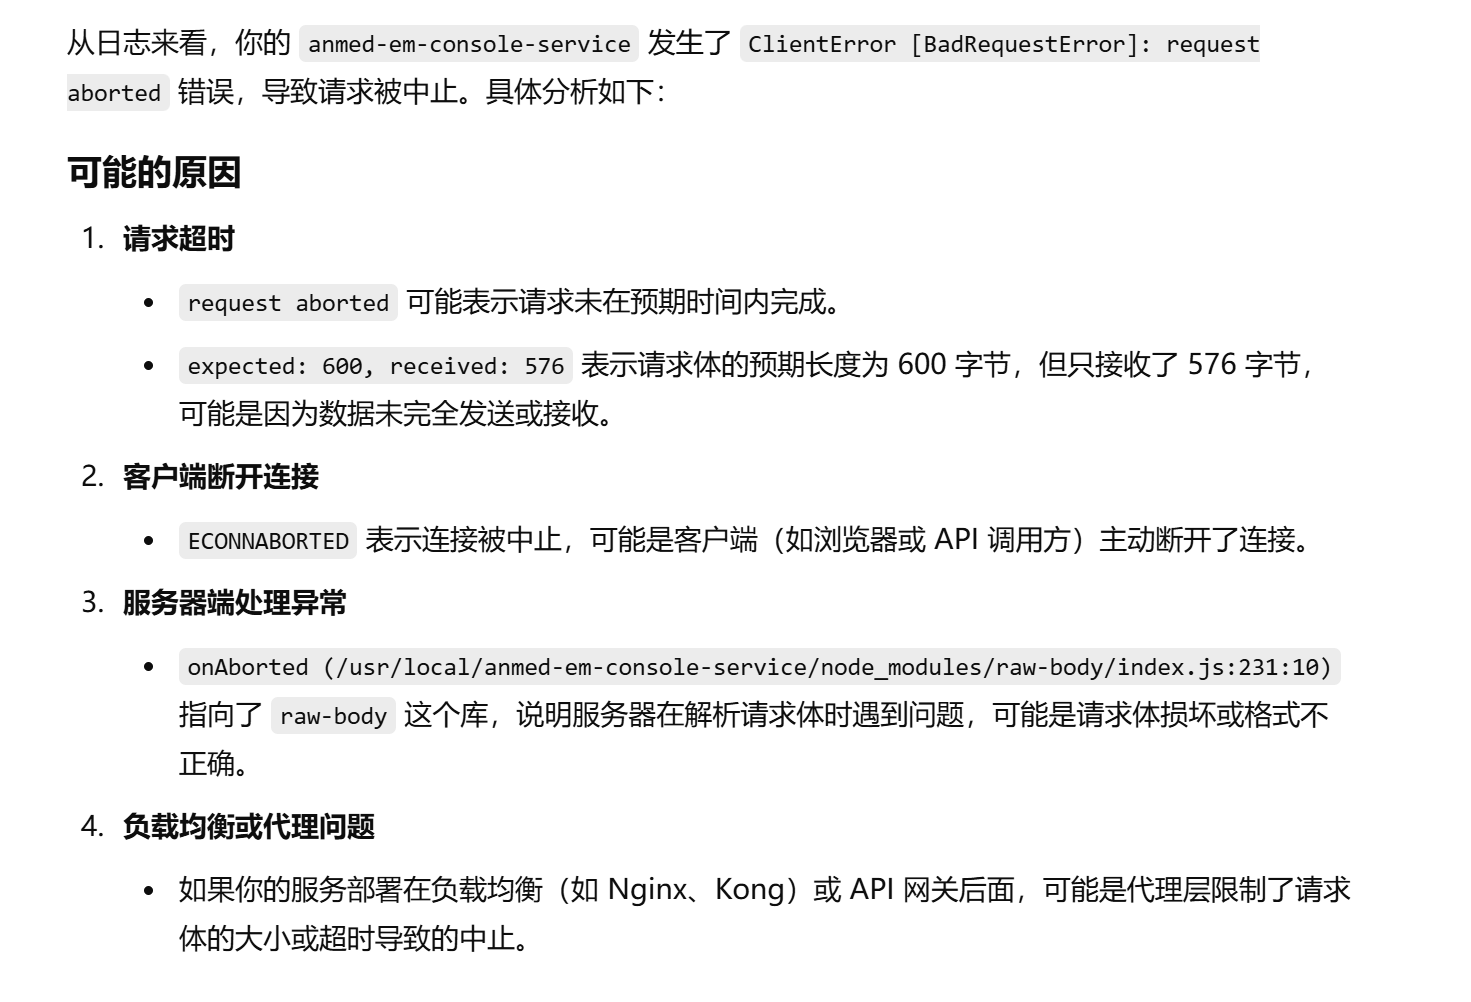 从日志来看，你的 anmed-em-console-service 发生了 ClientError [BadRequestError]: request
aborted 错误，导致请求被中止。具体分析如下：
可能的原因
1. 请求超时
• request aborted 可能表示请求未在预期时间内完成。
• expected: 600, received: 576 表示请求体的预期长度为 600 字节，但只接收了 576 字节，
可能是因为数据未完全发送或接收。
2. 客户端断开连接
• ECONNABORTED 表示连接被中止，可能是客户端（如浏览器或 API 调用方）主动断开了连接。
3. 服务器端处理异常
• onAborted (/usr/local/anmed-em-console-service/node_modules/raw-body/index.js:231:10)
指向了 raw-body 这个库，说明服务器在解析请求体时遇到问题，可能是请求体损坏或格式不
正确。
4. 负载均衡或代理问题
• 如果你的服务部署在负载均衡（如 Nginx、Kong）或 API 网关后面，可能是代理层限制了请求
体的大小或超时导致的中止。